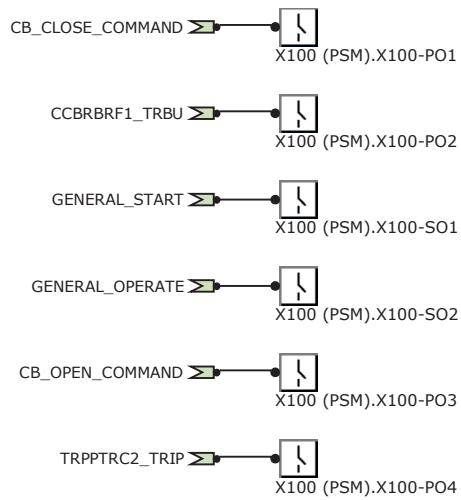 CB_CLOSE_COMMAND
X100 (PSM).X100-PO1
CCBRBRF1_TRBU
X100 (PSM).X100-PO2
GENERAL_START
X100 (PSM).X100-SO1
GENERAL_OPERATE
X100 (PSM).X100-SO2
CB_OPEN_COMMAND
X100 (PSM).X100-PO3
TRPPTRC2_TRIP
X100 (PSM).X100-PO4